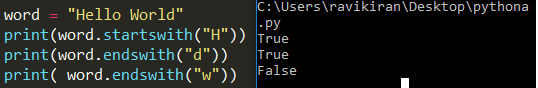 word = "Hello World"
print(word.startswith("H"))
print(word.endswith("d"))
print( word.endswith("w"))
C:\Users\ravikiran\Desktop\pythona
.py
True
True
False